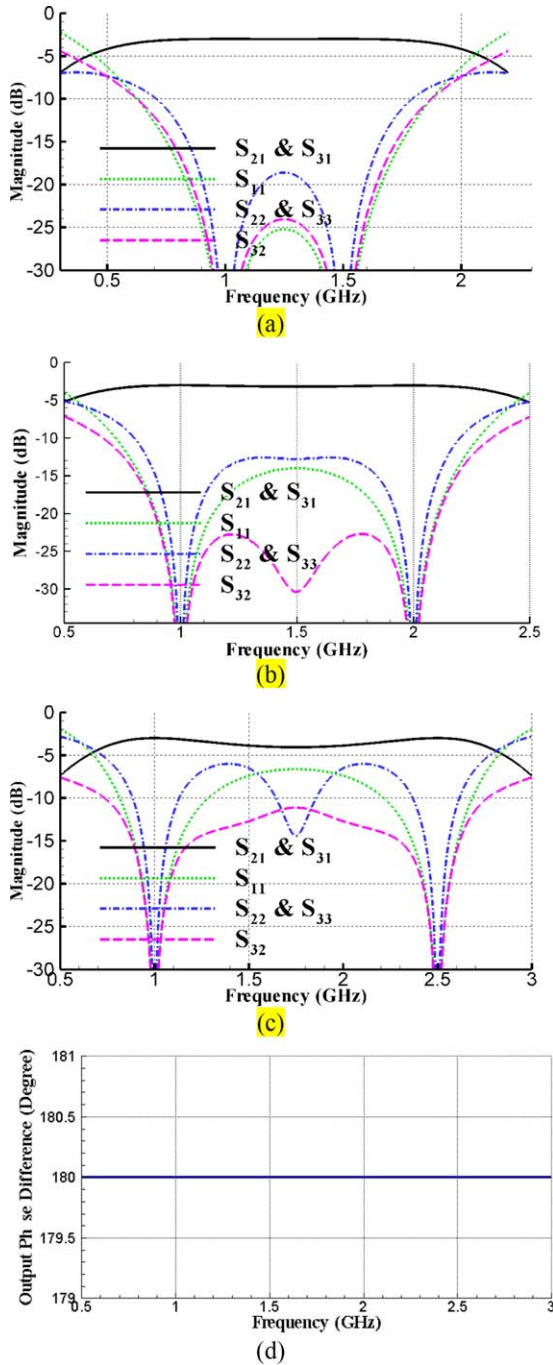 0
-5
-10
-15
-20
-25
-30
Magnitude (dB)
S21 & S31
S11
S22 & S33
S32
0.5 1 1.5 2
Frequency (GHz)
(a)
0
-5
-10
-15
-20
-25
-30
Magnitude (dB)
S21 & S31
S11
S22 & S33
S32
0.5 1 1.5 2 2.5
Frequency (GHz)
(b)
0
-5
-10
-15
-20
-25
-30
Magnitude (dB)
S21 & S31
S11
S22 & S33
S32
0.5 1 1.5 2 2.5 3
Frequency (GHz)
(c)
181
180.5
180
179.5
179
Output Ph se Difference (Degree)
0.5 1 1.5 2 2.5 3
Frequency (GHz)
(d)